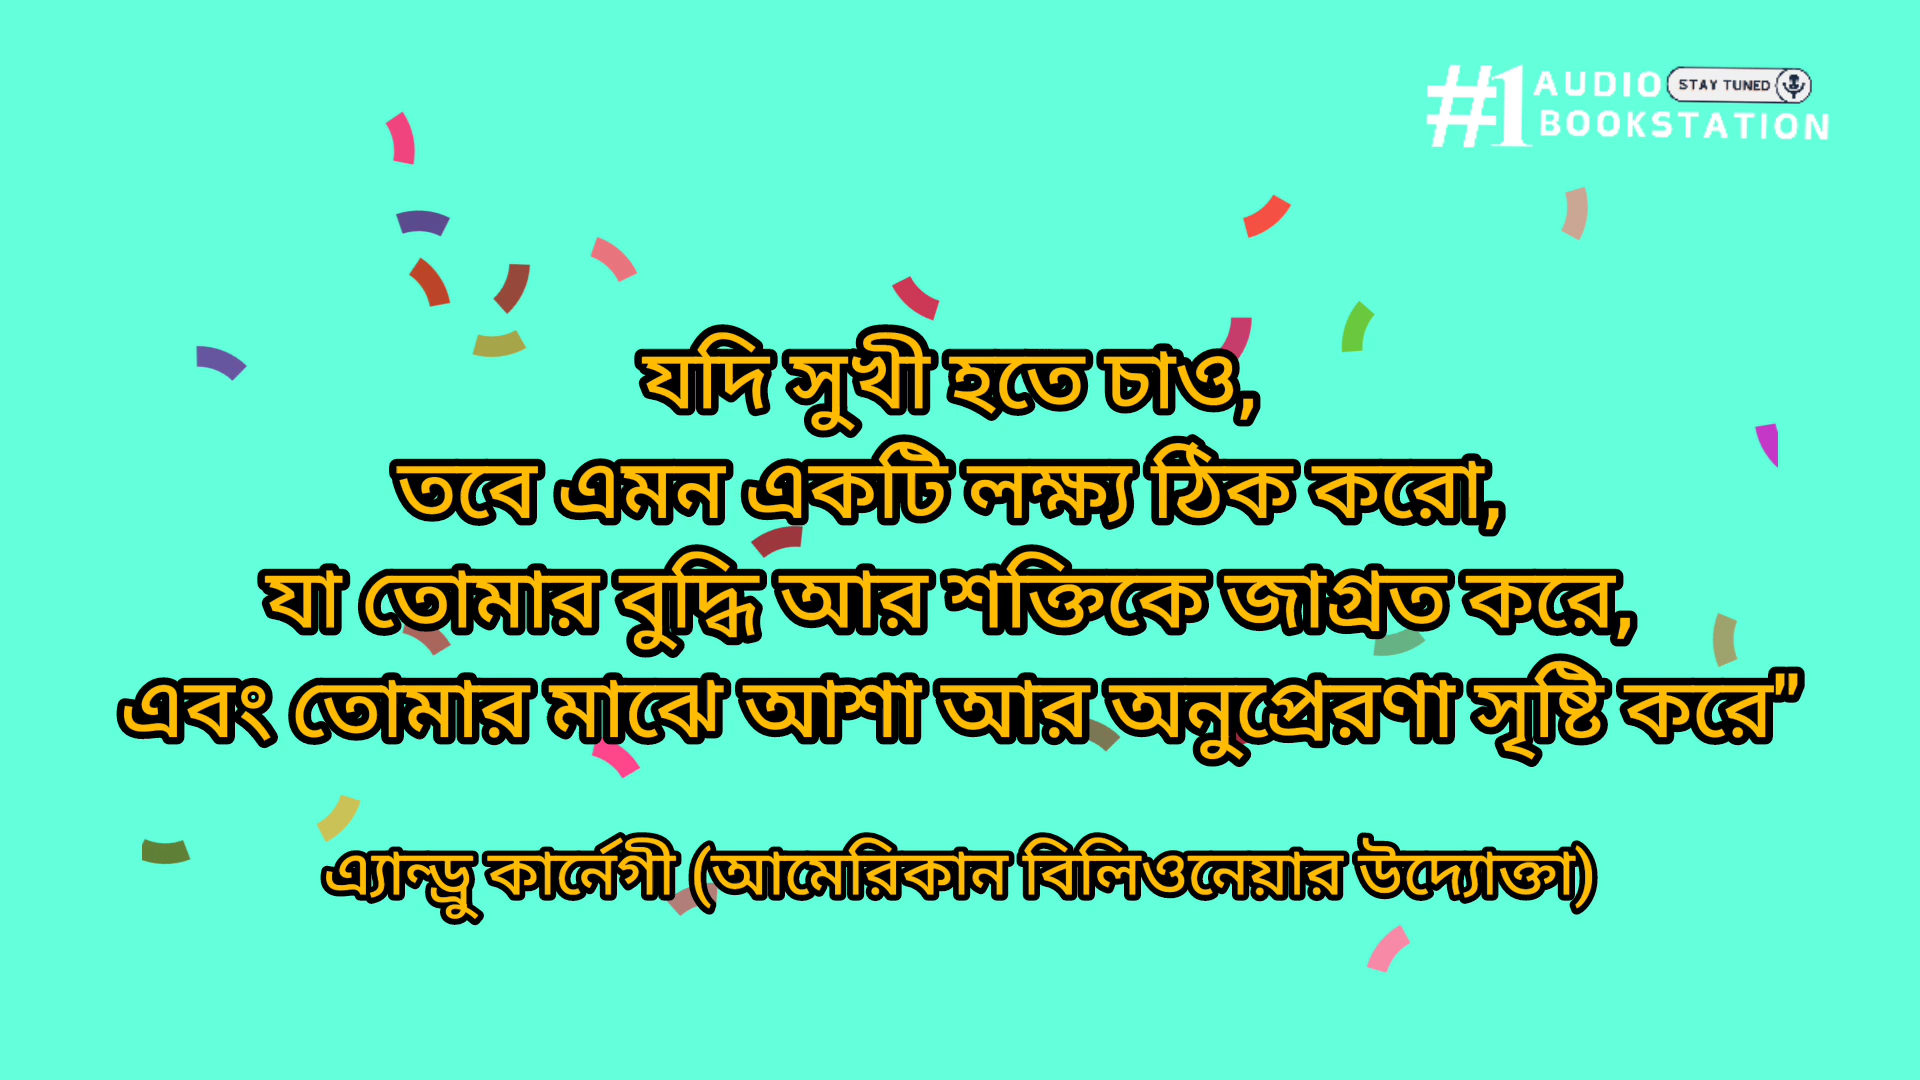 #1 AUDIO STAY TUNED
BOOKSTATION
যদি সুখী হতে চাও,
তবে এমন একটি লক্ষ্য ঠিক করো,
যা তোমার বুদ্ধি আর শক্তিকে জাগ্রত করে,
এবং তোমার মাঝে আশা আর অনুপ্রেরণা সৃষ্টি করে"
এ্যান্ড্রু কার্নেগী (আমেরিকান বিলিওনেয়ার উদ্যোক্তা)